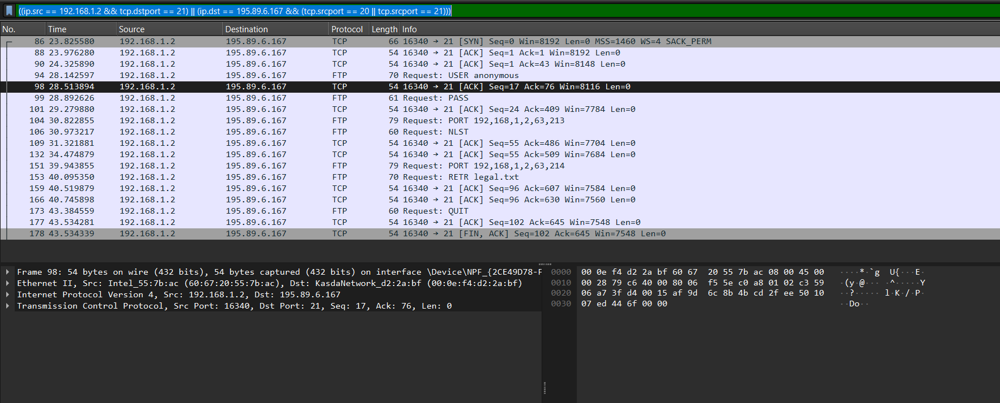 ((ip.src == 192.168.1.2 && tcp.dstport == 21) || (ip.dst == 195.89.6.167 && (tcp.srcport == 20 || tcp.srcport == 21)))
No. Time Source Destination Protocol Length Info
86 23.825580 192.168.1.2 195.89.6.167 TCP 66 16340 → 21 [SYN] Seq=0 Win=8192 Len=0 MSS=1460 WS=4 SACK_PERM
88 23.976280 192.168.1.2 195.89.6.167 TCP 54 16340 → 21 [ACK] Seq=1 Ack=1 Win=8192 Len=0
90 24.325890 192.168.1.2 195.89.6.167 TCP 54 16340 → 21 [ACK] Seq=1 Ack=43 Win=8148 Len=0
94 28.142597 192.168.1.2 195.89.6.167 FTP 70 Request: USER anonymous
98 28.513894 192.168.1.2 195.89.6.167 TCP 54 16340 → 21 [ACK] Seq=17 Ack=76 Win=8116 Len=0
99 28.892626 192.168.1.2 195.89.6.167 FTP 61 Request: PASS
101 29.279880 192.168.1.2 195.89.6.167 TCP 54 16340 → 21 [ACK] Seq=24 Ack=409 Win=7784 Len=0
104 30.822855 192.168.1.2 195.89.6.167 FTP 79 Request: PORT 192,168,1,2,63,213
106 30.973217 192.168.1.2 195.89.6.167 FTP 60 Request: NLST
109 31.321881 192.168.1.2 195.89.6.167 TCP 54 16340 → 21 [ACK] Seq=55 Ack=486 Win=7704 Len=0
132 34.474879 192.168.1.2 195.89.6.167 TCP 54 16340 → 21 [ACK] Seq=55 Ack=509 Win=7684 Len=0
151 39.943855 192.168.1.2 195.89.6.167 FTP 79 Request: PORT 192,168,1,2,63,214
153 40.095350 192.168.1.2 195.89.6.167 FTP 70 Request: RETR legal.txt
159 40.519879 192.168.1.2 195.89.6.167 TCP 54 16340 → 21 [ACK] Seq=96 Ack=607 Win=7584 Len=0
166 40.745898 192.168.1.2 195.89.6.167 TCP 54 16340 → 21 [ACK] Seq=96 Ack=630 Win=7560 Len=0
173 43.384559 192.168.1.2 195.89.6.167 FTP 60 Request: QUIT
177 43.534281 192.168.1.2 195.89.6.167 TCP 54 16340 → 21 [ACK] Seq=102 Ack=645 Win=7548 Len=0
178 43.534339 192.168.1.2 195.89.6.167 TCP 54 16340 → 21 [FIN, ACK] Seq=102 Ack=645 Win=7548 Len=0
Frame 98: 54 bytes on wire (432 bits), 54 bytes captured (432 bits) on interface \Device\NPF_{2CE49D78-F
Ethernet II, Src: Intel_55:7b:ac (60:67:20:55:7b:ac), Dst: KasdaNetwork_d2:2a:bf (00:0e:f4:d2:2a:bf)
Internet Protocol Version 4, Src: 192.168.1.2, Dst: 195.89.6.167
Transmission Control Protocol, Src Port: 16340, Dst Port: 21, Seq: 17, Ack: 76, Len: 0
0000 00 0e f4 d2 2a bf 60 67 20 55 7b ac 08 00 45 00 ····*·`g U{···E·
0010 00 28 79 c6 40 00 80 06 f5 5e c0 a8 01 02 c3 59 ·(y·@··· ·^·····Y
0020 06 a7 3f d4 00 15 af 9d 6c 8b 4b cd 2f ee 50 10 ··?····· l·K·/·P·
0030 07 ed 44 6f 00 00 ··Do··